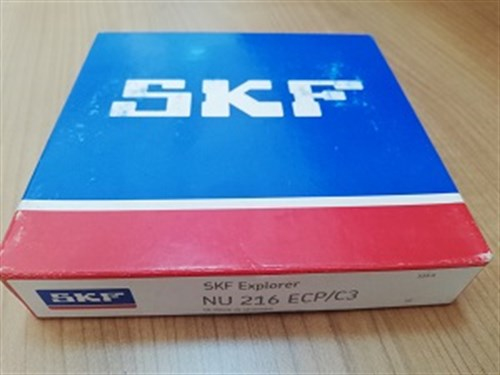 SKF
SKF
SKF Explorer
NU 216 ECP/C3